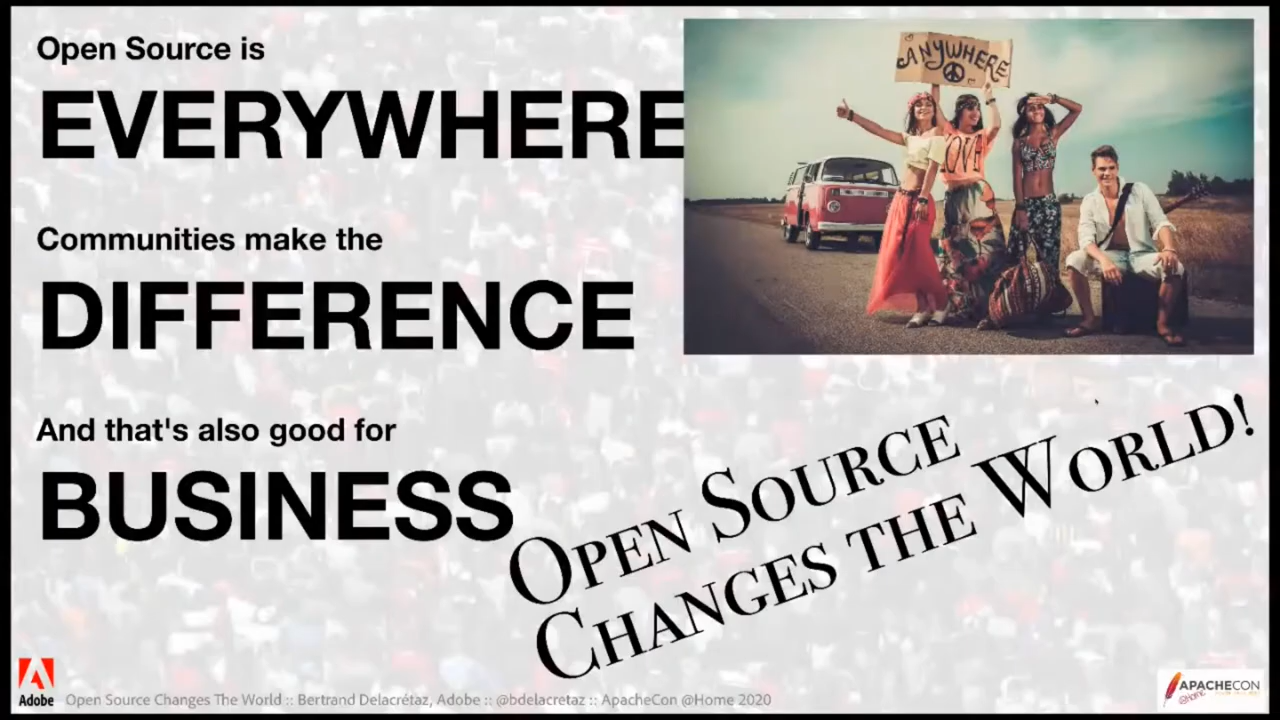 Open Source is
EVERYWHERE
Communities make the
DIFFERENCE
And that's also good for
BUSINESS
ANYWHERE
LOVE
Open Source
Changes the World!
Adobe
Open Source Changes The World :: Bertrand Delacrétaz, Adobe :: @bdelacretaz :: ApacheCon @Home 2020
APACHECON
@Home